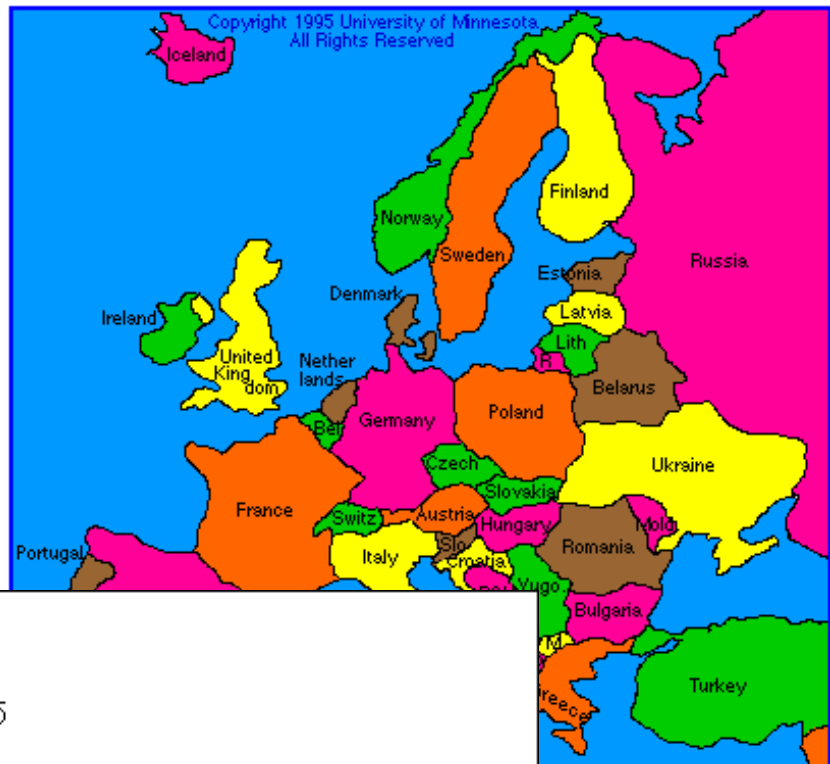 Copyright 1995 University of Minnesota
All Rights Reserved
Iceland
Finland
Norway
Sweden
Russia
Estonia
Denmark
Latvia
Ireland
Lith
United
King
dom
Nether
lands
R
Belarus
Bel
Germany
Poland
Czech
Ukraine
Slovakia
France
Switz
Austria
Hungary
Mold
Portugal
Italy
Slo
Croatia
Romania
Yugo.
Bulgaria
M
Turkey
reece
5